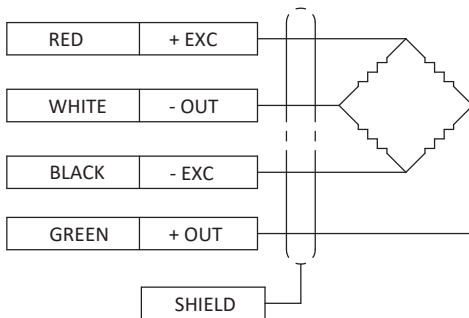 RED + EXC
WHITE - OUT
BLACK - EXC
GREEN + OUT
SHIELD